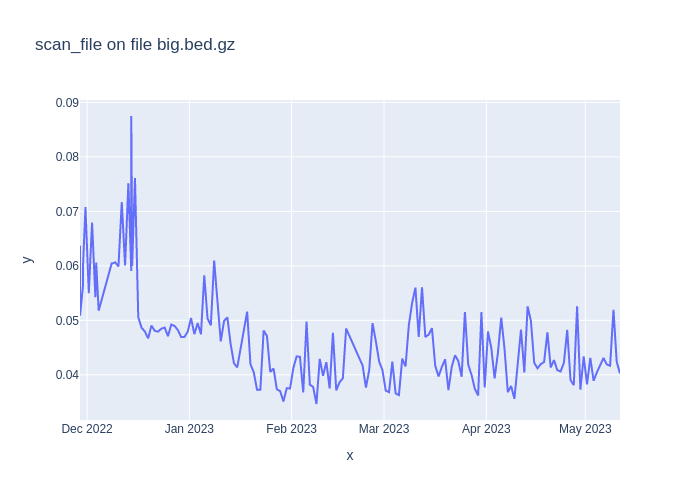 scan_file on file big.bed.gz
0.09
0.08
0.07
0.06
0.05
0.04
y
Dec 2022 Jan 2023 Feb 2023 Mar 2023 Apr 2023 May 2023
x